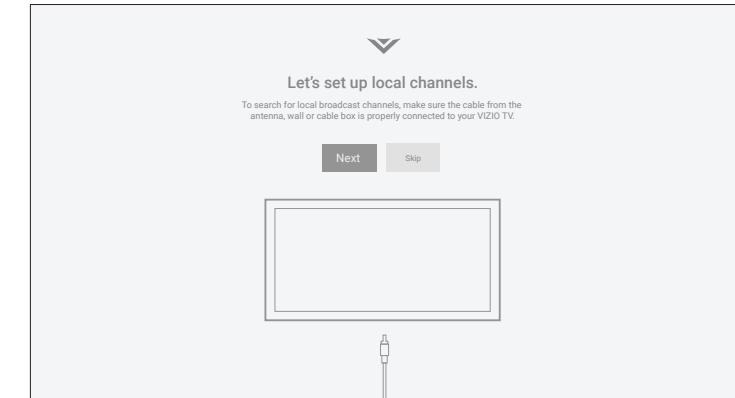 Let's set up local channels.
To search for local broadcast channels, make sure the cable from the
antenna, wall or cable box is properly connected to your VIZIO TV.
Next
Skip